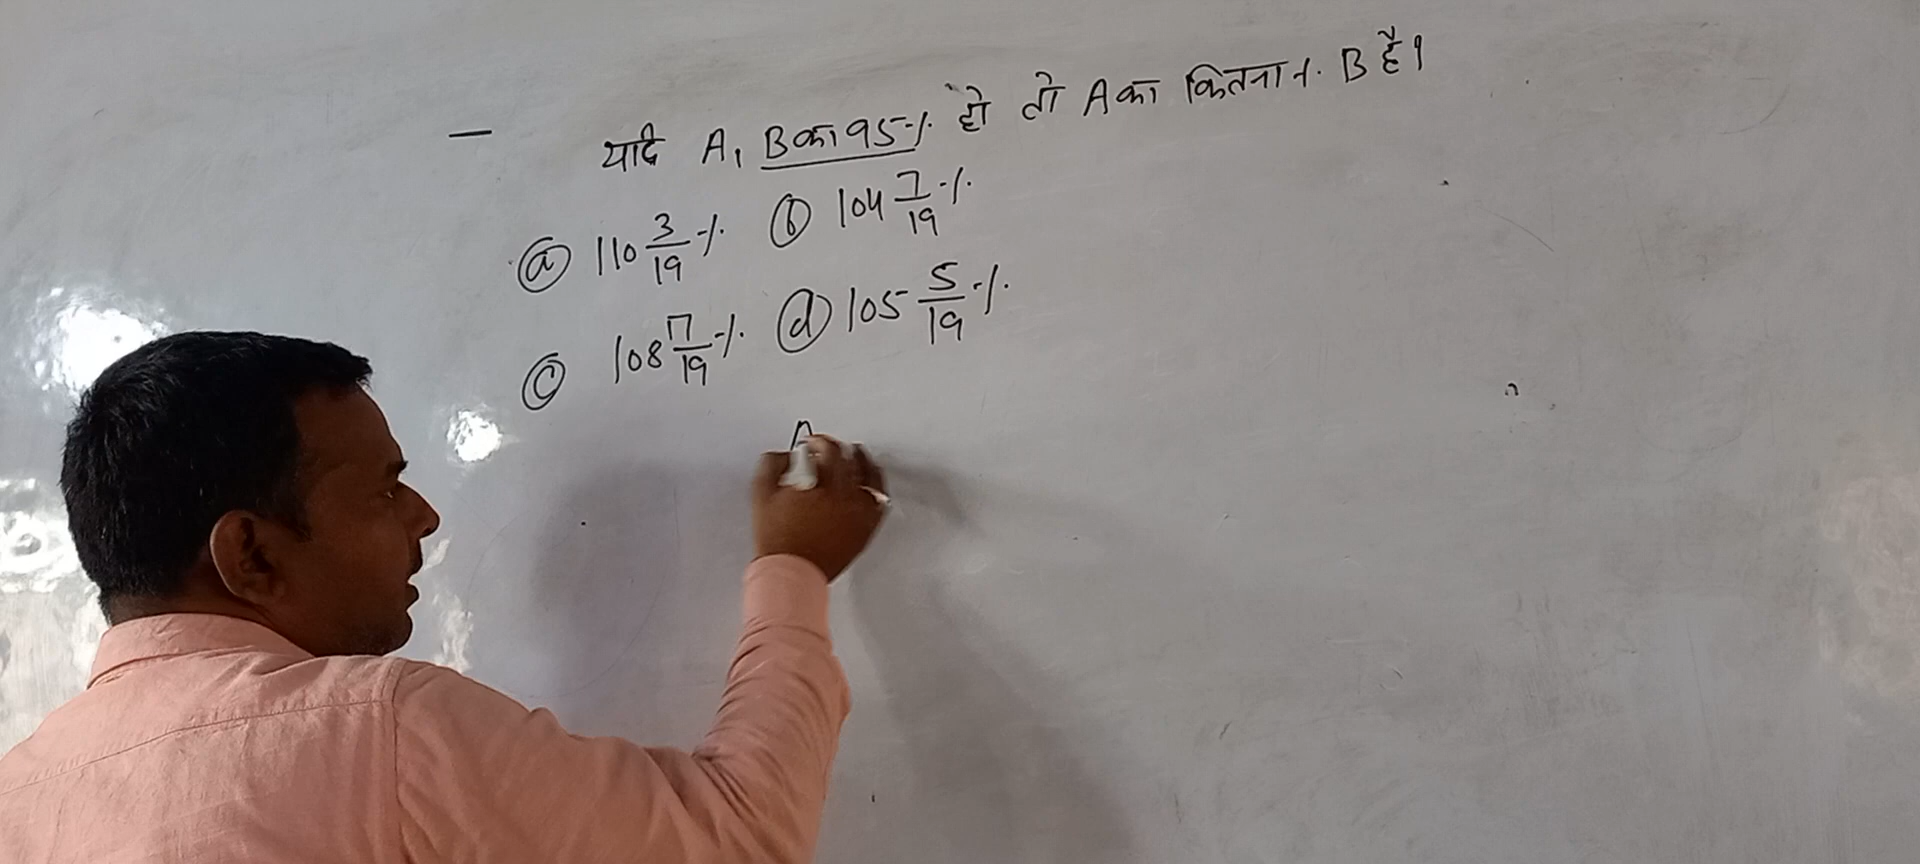 — यदि A, B का 95% हो तो A का कितना % B है।
(a) 110 3/19 % (b) 104 7/19 %
(c) 108 17/19 % (d) 105 5/19 %
A